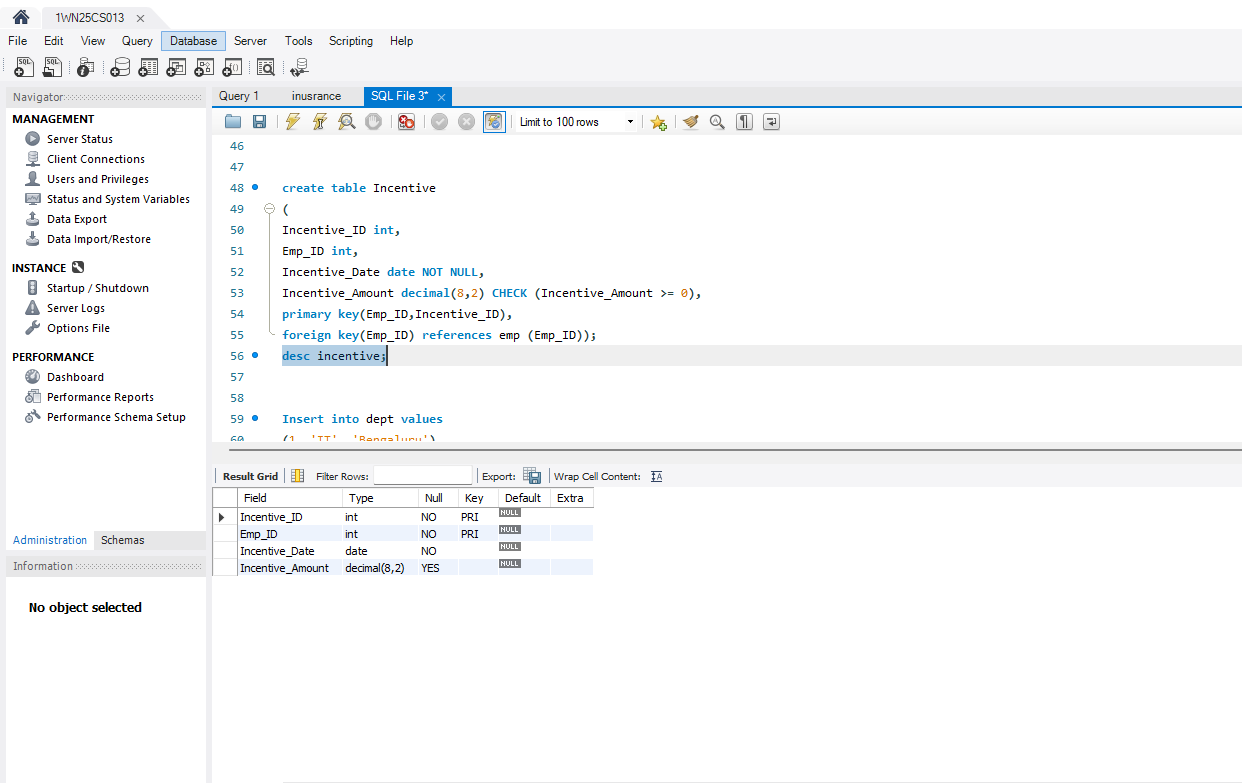 1WN25CS013
File Edit View Query Database Server Tools Scripting Help
SQL SQL
Navigator
MANAGEMENT
Server Status
Client Connections
Users and Privileges
Status and System Variables
Data Export
Data Import/Restore
INSTANCE
Startup / Shutdown
Server Logs
Options File
PERFORMANCE
Dashboard
Performance Reports
Performance Schema Setup
Administration Schemas
Information
No object selected
Query 1 inusrance SQL File 3*
Limit to 100 rows
46
47
48 create table Incentive
49 (
50 Incentive_ID int,
51 Emp_ID int,
52 Incentive_Date date NOT NULL,
53 Incentive_Amount decimal(8,2) CHECK (Incentive_Amount >= 0),
54 primary key(Emp_ID,Incentive_ID),
55 foreign key(Emp_ID) references emp (Emp_ID));
56 desc incentive;
57
58
59 Insert into dept values
60 (1, 'IT', 'Bengaluru'),
Result Grid Filter Rows: Export: Wrap Cell Content:
Field Type Null Key Default Extra
Incentive_ID int NO PRI NULL
Emp_ID int NO PRI NULL
Incentive_Date date NO NULL
Incentive_Amount decimal(8,2) YES NULL